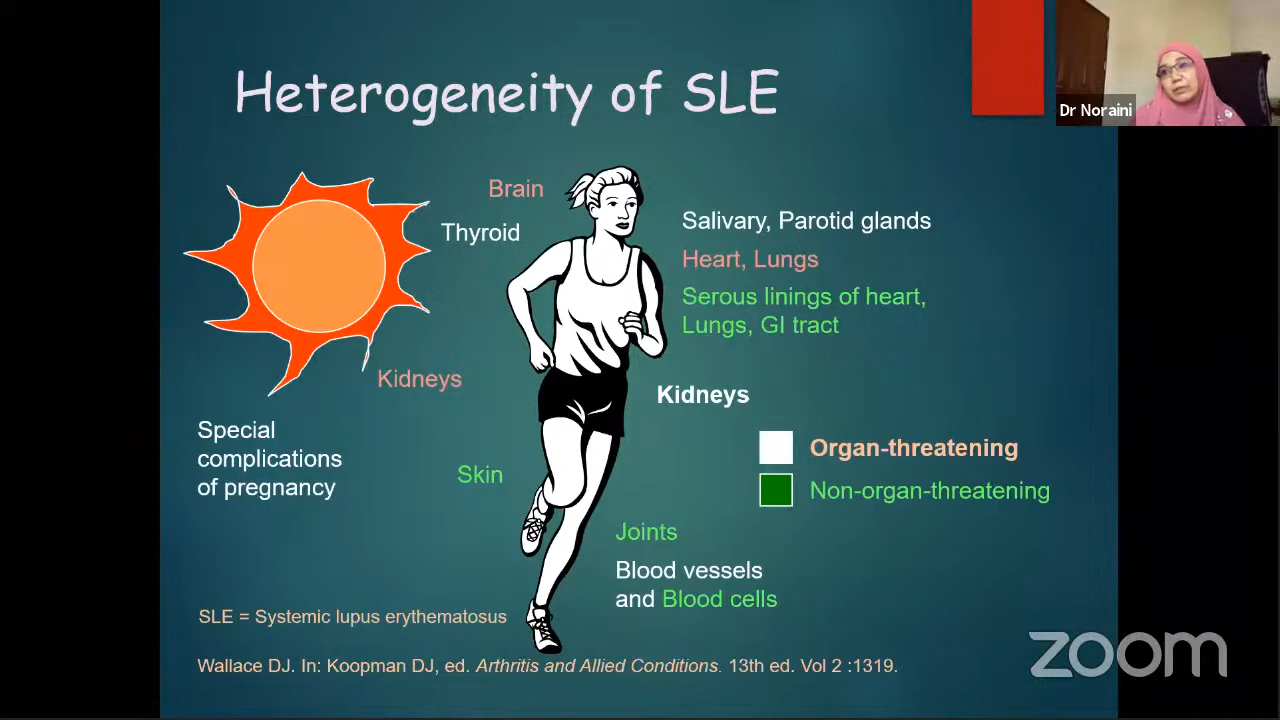 Heterogeneity of SLE
Dr Noraini
Brain
Thyroid
Salivary, Parotid glands
Heart, Lungs
Serous linings of heart,
Lungs, GI tract
Kidneys
Kidneys
Special
complications
of pregnancy
Organ-threatening
Skin
Non-organ-threatening
Joints
Blood vessels
and Blood cells
SLE = Systemic lupus erythematosus
Wallace DJ. In: Koopman DJ, ed. Arthritis and Allied Conditions. 13th ed. Vol 2 :1319.
zoom